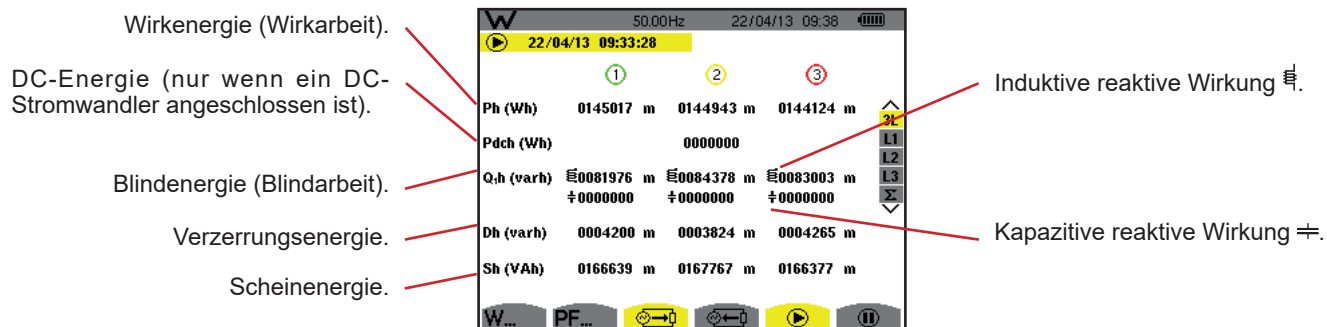 Wirkenergie (Wirkarbeit).
DC-Energie (nur wenn ein DC-
Stromwandler angeschlossen ist).
Blindenergie (Blindarbeit).
Verzerrungsenergie.
Scheinenergie.
W 50.00Hz 22/04/13 09:38
22/04/13 09:33:28
1 2 3
Ph (Wh) 0145017 m 0144943 m 0144124 m
Pdch (Wh) 0000000
Q₁h (varh) 0081976 m 0084378 m 0083003 m
0000000 0000000 0000000
Dh (varh) 0004200 m 0003824 m 0004265 m
Sh (VAh) 0166639 m 0167767 m 0166377 m
3L
L1
L2
L3
Σ
W... PF...
Induktive reaktive Wirkung .
Kapazitive reaktive Wirkung .